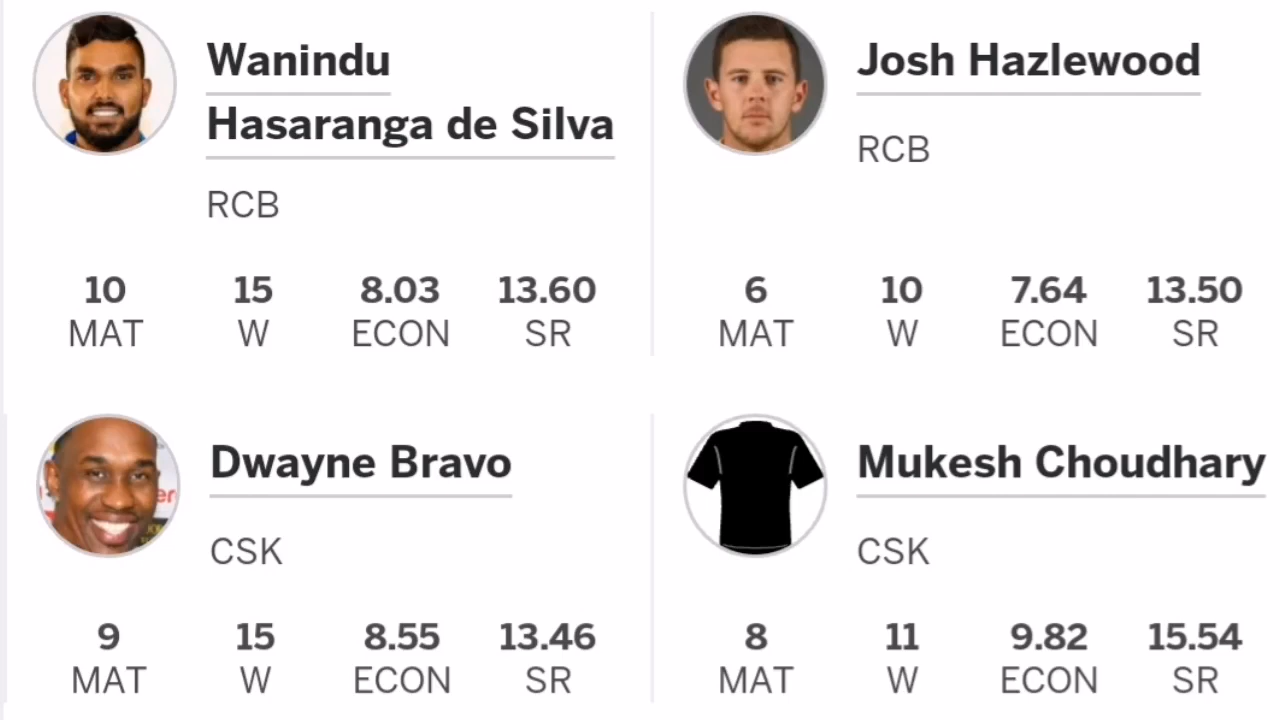 Wanindu
Hasaranga de Silva
RCB
10 15 8.03 13.60
MAT W ECON SR
Josh Hazlewood
RCB
6 10 7.64 13.50
MAT W ECON SR
Dwayne Bravo
CSK
9 15 8.55 13.46
MAT W ECON SR
Mukesh Choudhary
CSK
8 11 9.82 15.54
MAT W ECON SR